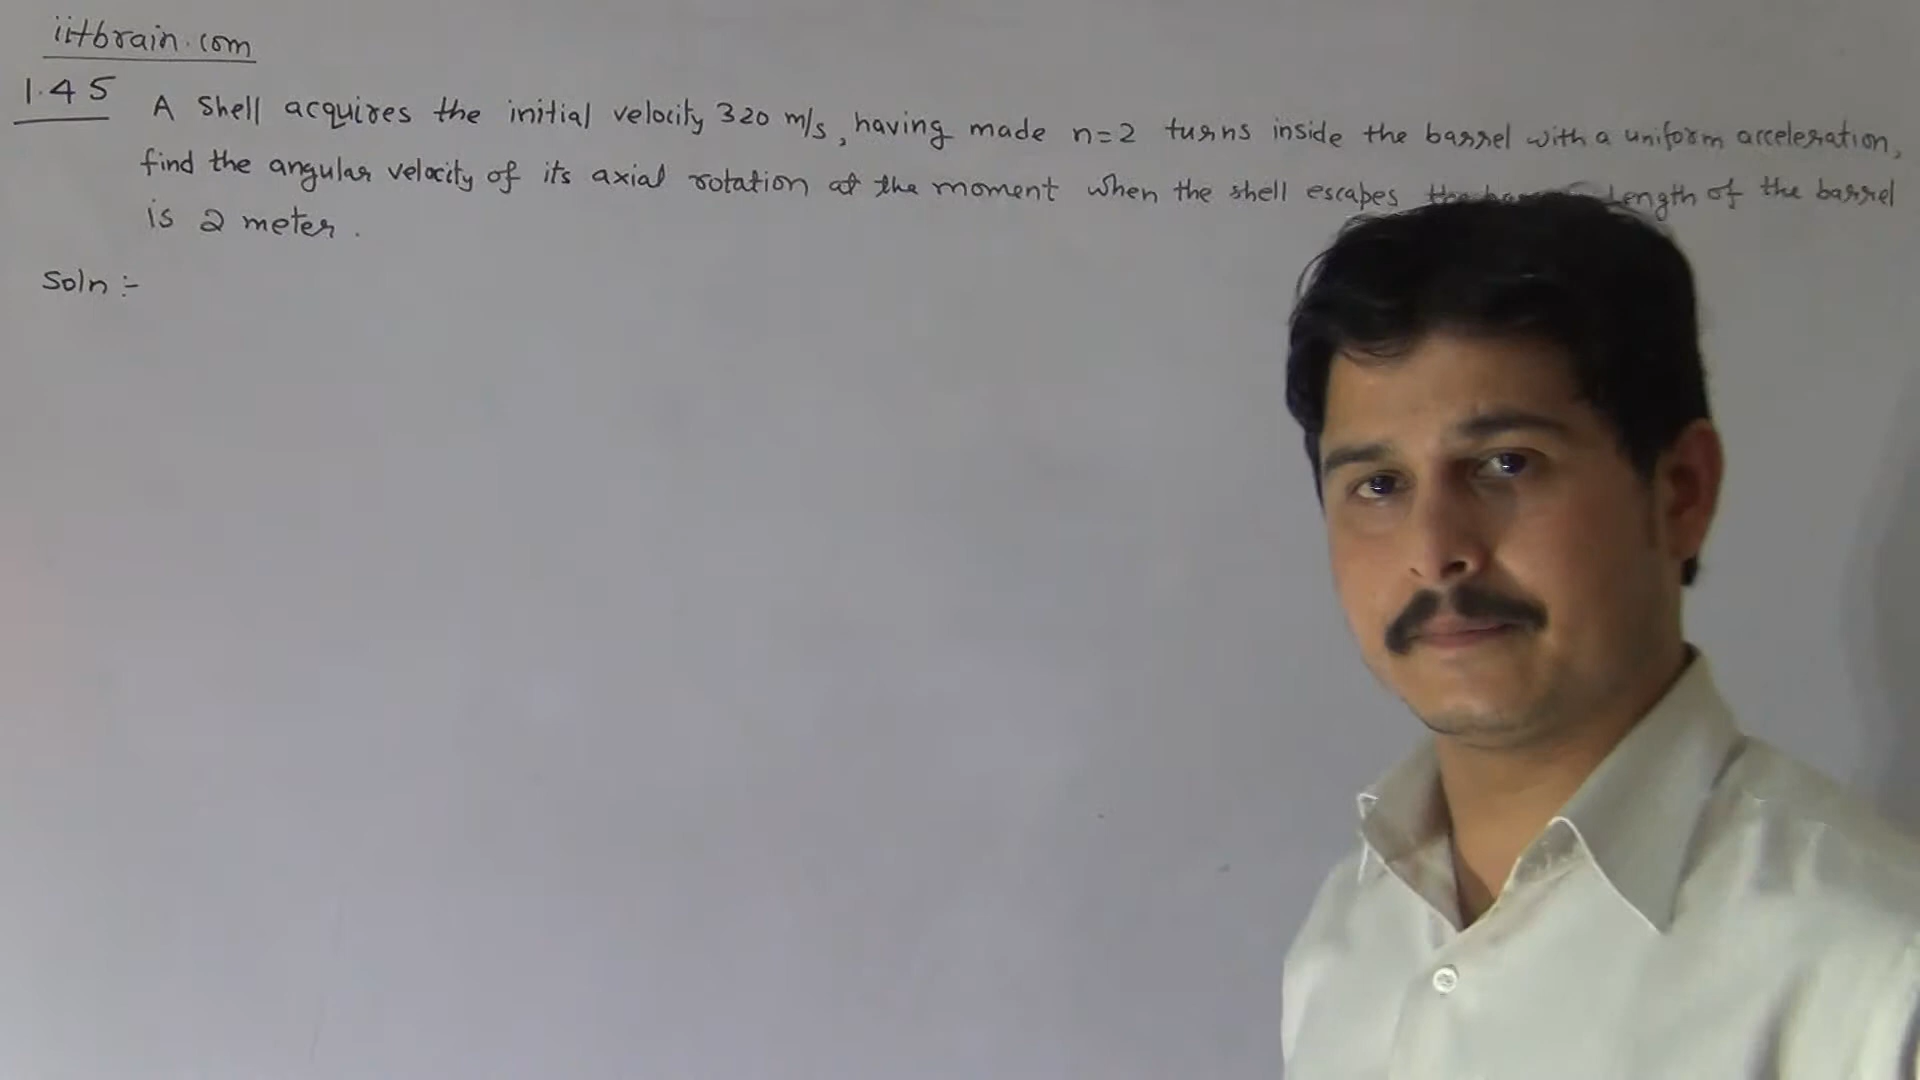 iitbrain.com
1.45 A shell acquires the initial velocity 320 m/s, having made n=2 turns inside the barrel with a uniform acceleration,
find the angular velocity of its axial rotation at the moment when the shell escapes the length of the barrel
is 2 meter.
Soln :-